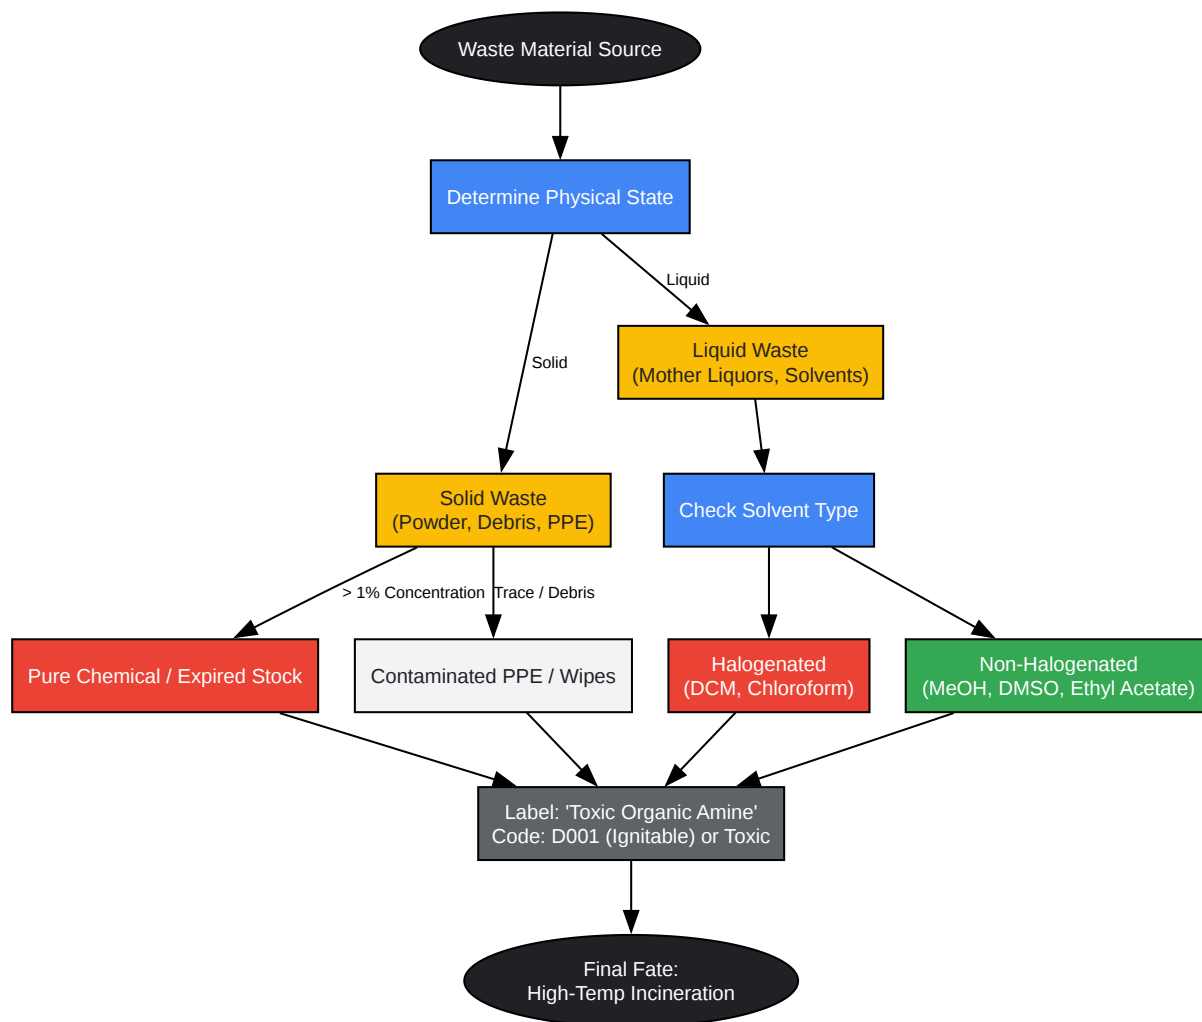 Waste Material Source
Determine Physical State
Liquid
Liquid Waste
(Mother Liquors, Solvents)
Solid
Solid Waste
(Powder, Debris, PPE)
Check Solvent Type
> 1% Concentration
Trace / Debris
Pure Chemical / Expired Stock
Contaminated PPE / Wipes
Halogenated
(DCM, Chloroform)
Non-Halogenated
(MeOH, DMSO, Ethyl Acetate)
Label: 'Toxic Organic Amine'
Code: D001 (Ignitable) or Toxic
Final Fate:
High-Temp Incineration